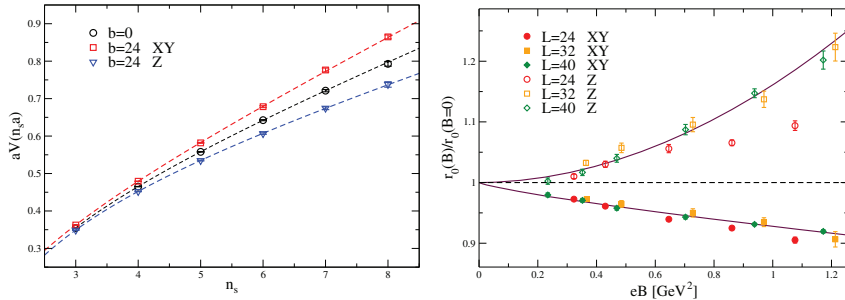 0.9
0.8
0.7
0.6
0.5
0.4
0.3
aV(n_s a)
b=0
b=24 XY
b=24 Z
3 4 5 6 7 8
n_s
1.2
1.1
1
0.9
r_0(B)/r_0(B=0)
L=24 XY
L=32 XY
L=40 XY
L=24 Z
L=32 Z
L=40 Z
0 0.2 0.4 0.6 0.8 1 1.2
eB [GeV²]